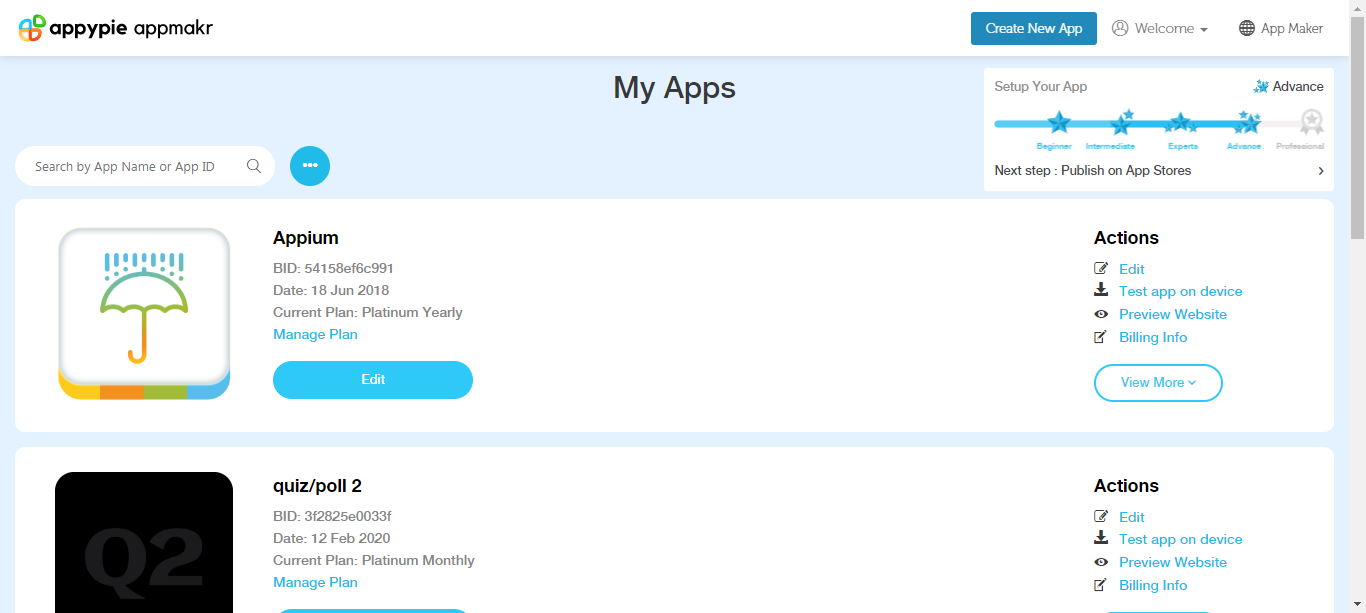 appypie appmakr
Create New App
Welcome
App Maker
My Apps
Setup Your App
Advance
Beginner Intermediate Experts Advance Professional
Next step : Publish on App Stores
Search by App Name or App ID
Appium
BID: 54158ef6c991
Date: 18 Jun 2018
Current Plan: Platinum Yearly
Manage Plan
Edit
Actions
Edit
Test app on device
Preview Website
Billing Info
View More
Q2
quiz/poll 2
BID: 3f2825e0033f
Date: 12 Feb 2020
Current Plan: Platinum Monthly
Manage Plan
Actions
Edit
Test app on device
Preview Website
Billing Info